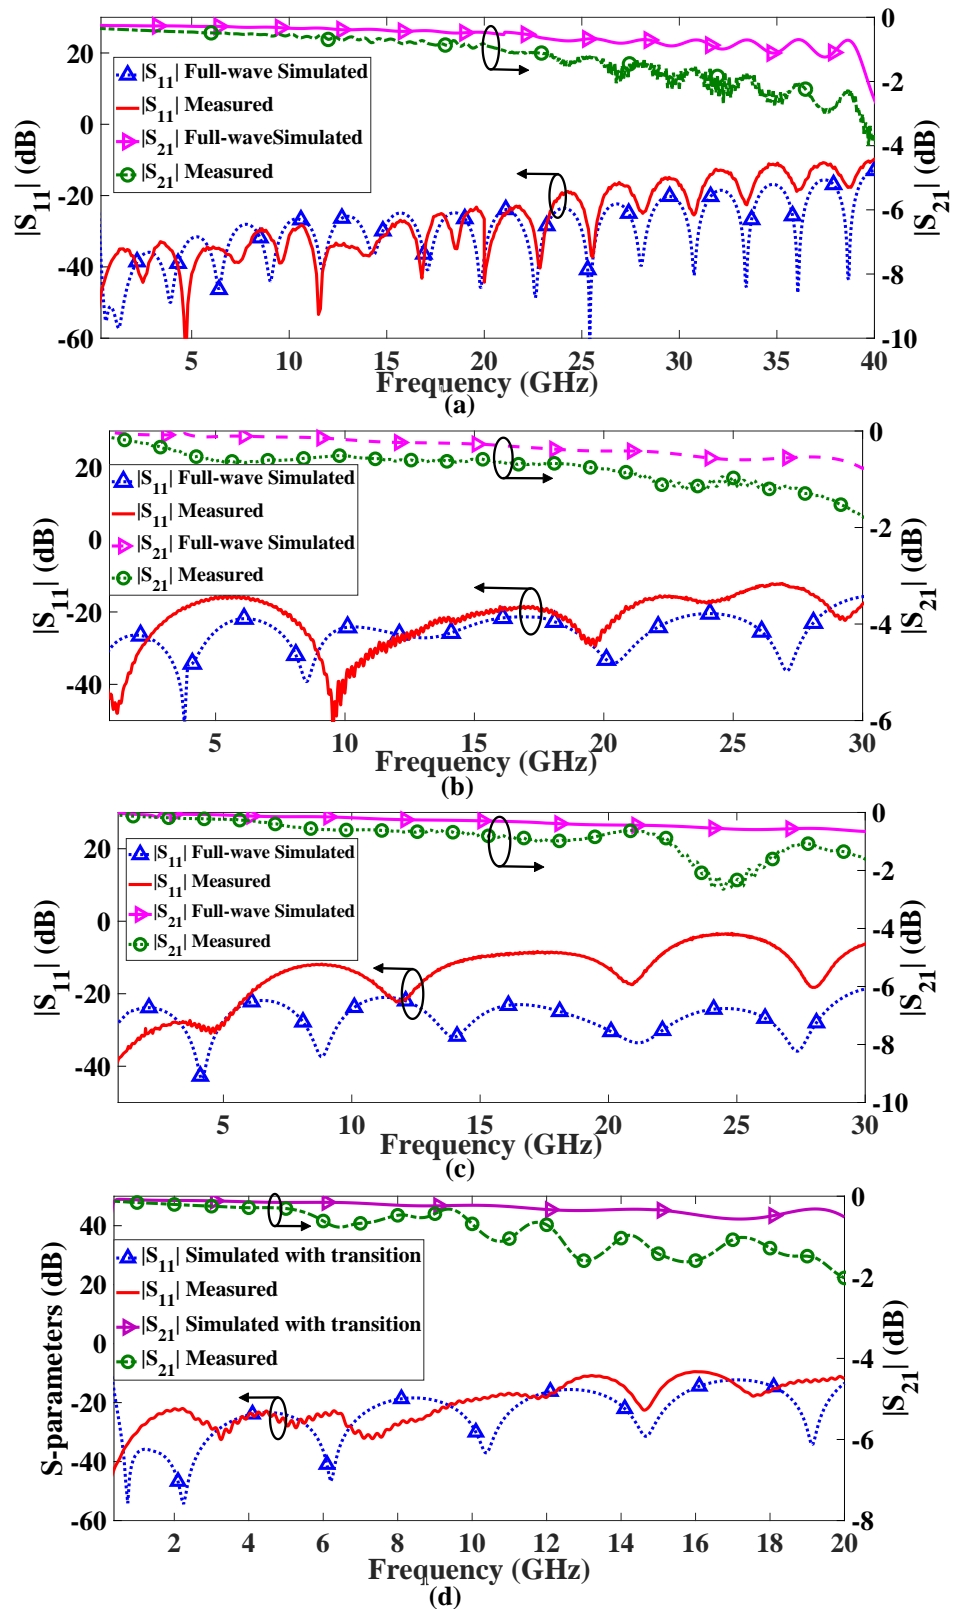 20
0
-20
-40
-60
|S11| (dB)
|S11| Full-wave Simulated
|S11| Measured
|S21| Full-waveSimulated
|S21| Measured
0
-2
-4
-6
-8
-10
|S21| (dB)
5 10 15 20 25 30 35 40
Frequency (GHz)
(a)
20
0
-20
-40
|S11| (dB)
|S11| Full-wave Simulated
|S11| Measured
|S21| Full-wave Simulated
|S21| Measured
0
-2
-4
-6
|S21| (dB)
5 10 15 20 25 30
Frequency (GHz)
(b)
20
0
-20
-40
|S11| (dB)
|S11| Full-wave Simulated
|S11| Measured
|S21| Full-wave Simulated
|S21| Measured
0
-2
-4
-6
-8
-10
|S21| (dB)
5 10 15 20 25 30
Frequency (GHz)
(c)
40
20
0
-20
-40
-60
S-parameters (dB)
|S11| Simulated with transition
|S11| Measured
|S21| Simulated with transition
|S21| Measured
0
-2
-4
-6
-8
|S21| (dB)
2 4 6 8 10 12 14 16 18 20
Frequency (GHz)
(d)